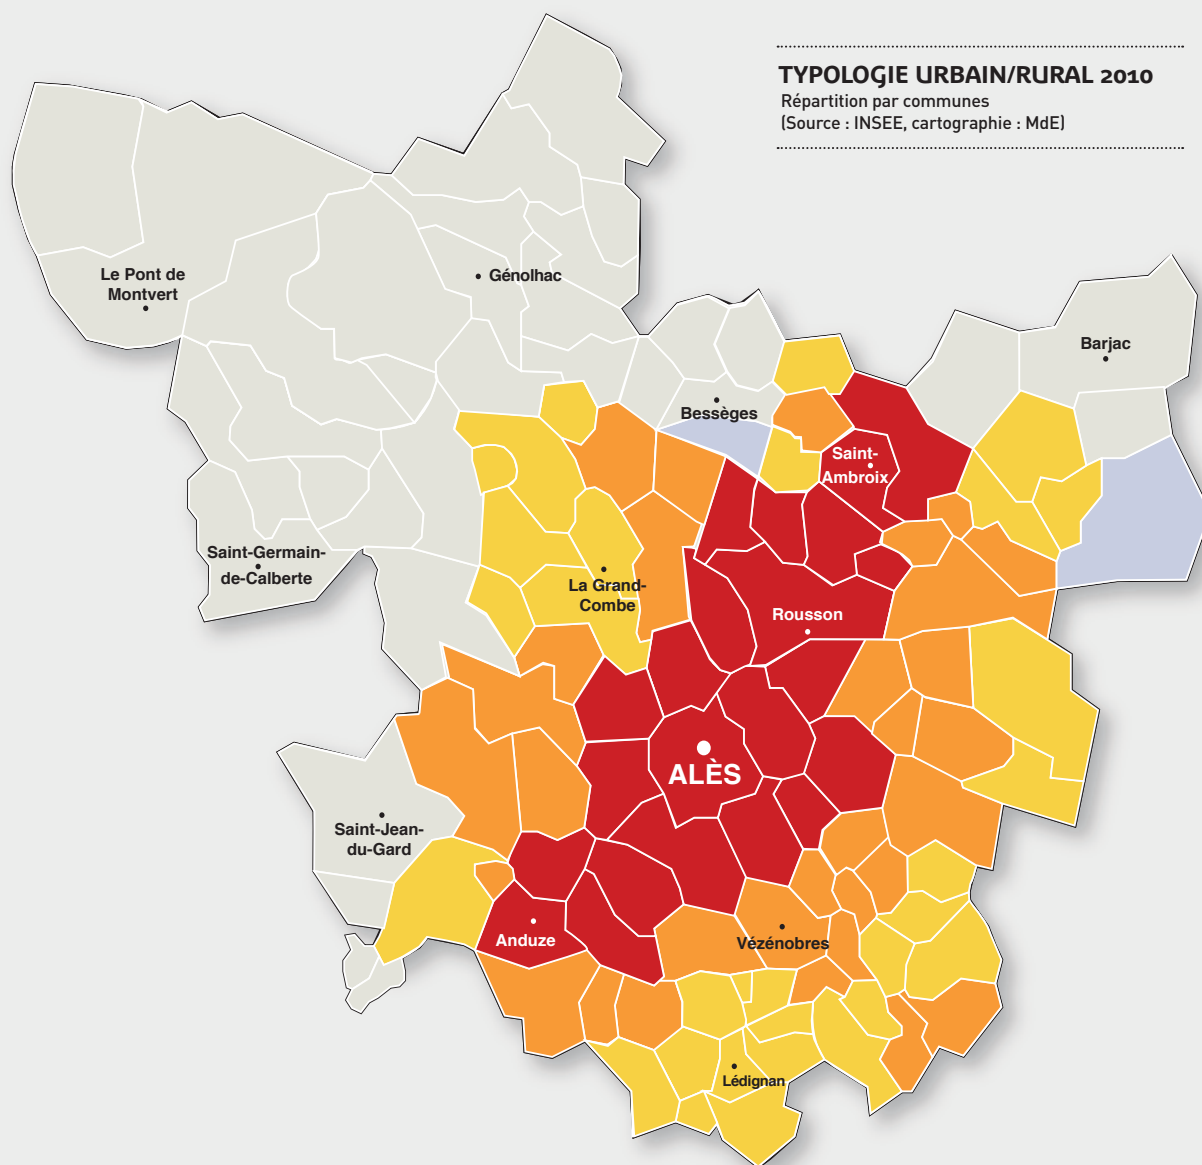 TYPOLOGIE URBAIN/RURAL 2010
Répartition par communes
(Source : INSEE, cartographie : MdE)
Le Pont de
Montvert
Génolhac
Barjac
Bessèges
Saint-
Ambroix
Saint-Germain-
de-Calberte
La Grand-
Combe
Rousson
ALÈS
Saint-Jean-
du-Gard
Anduze
Vézénobres
Lédignan